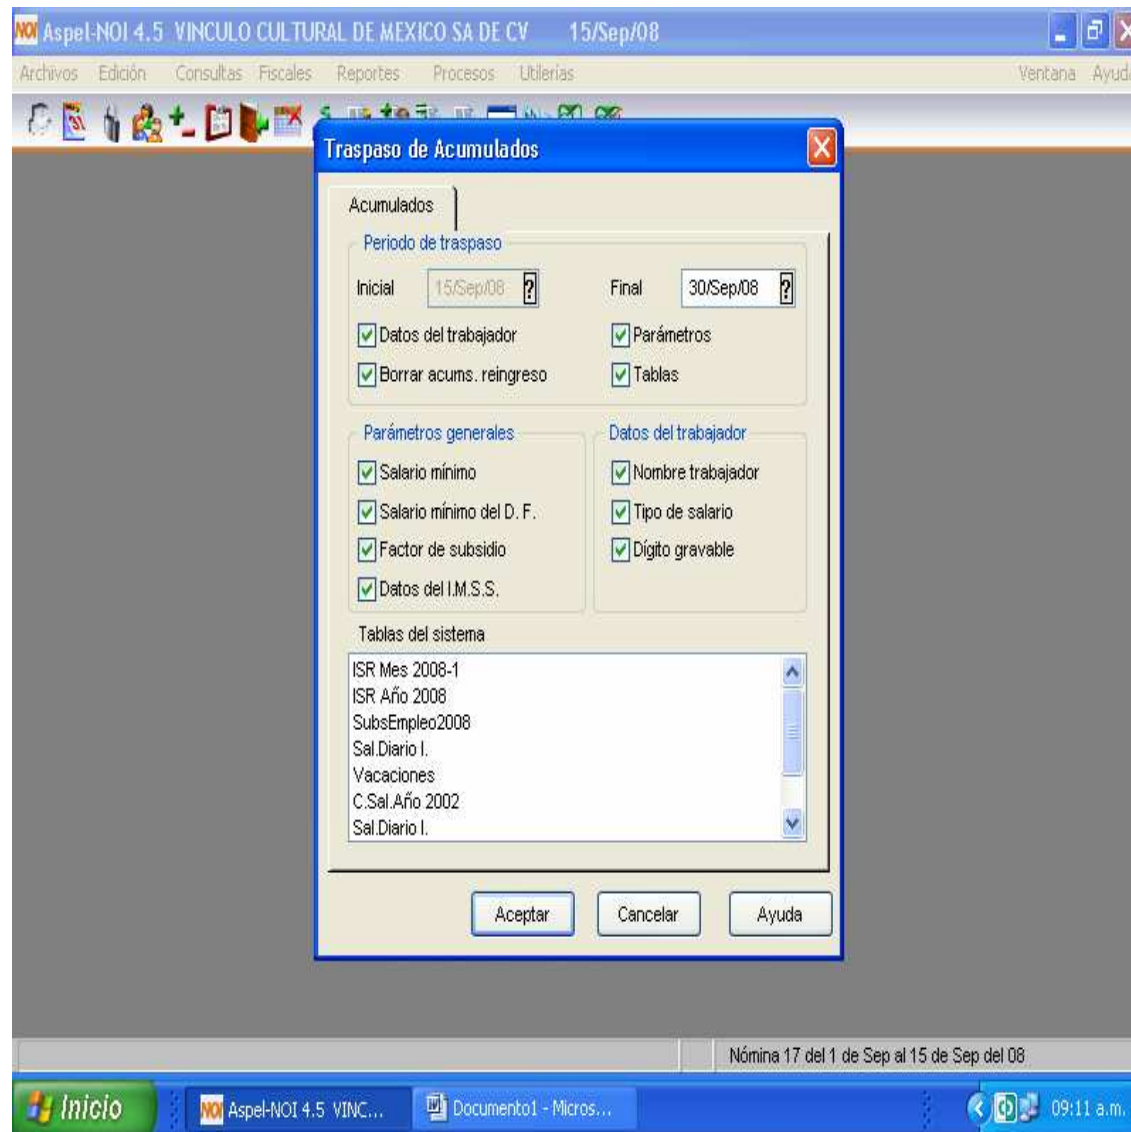 NOI Aspel-NOI 4.5 VINCULO CULTURAL DE MEXICO SA DE CV 15/Sep/08
Archivos Edición Consultas Fiscales Reportes Procesos Utilerías Ventana Ayuda
Traspaso de Acumulados
Acumulados
Periodo de traspaso
Inicial 15/Sep/08 ? Final 30/Sep/08 ?
Datos del trabajador Parámetros
Borrar acums. reingreso Tablas
Parámetros generales Datos del trabajador
Salario mínimo Nombre trabajador
Salario mínimo del D. F. Tipo de salario
Factor de subsidio Dígito gravable
Datos del I.M.S.S.
Tablas del sistema
ISR Mes 2008-1
ISR Año 2008
SubsEmpleo2008
Sal.Diario I.
Vacaciones
C.Sal.Año 2002
Sal.Diario I.
Aceptar Cancelar Ayuda
Nómina 17 del 1 de Sep al 15 de Sep del 08
Inicio NOI Aspel-NOI 4.5 VINC... Documento1 - Micros... 09:11 a.m.